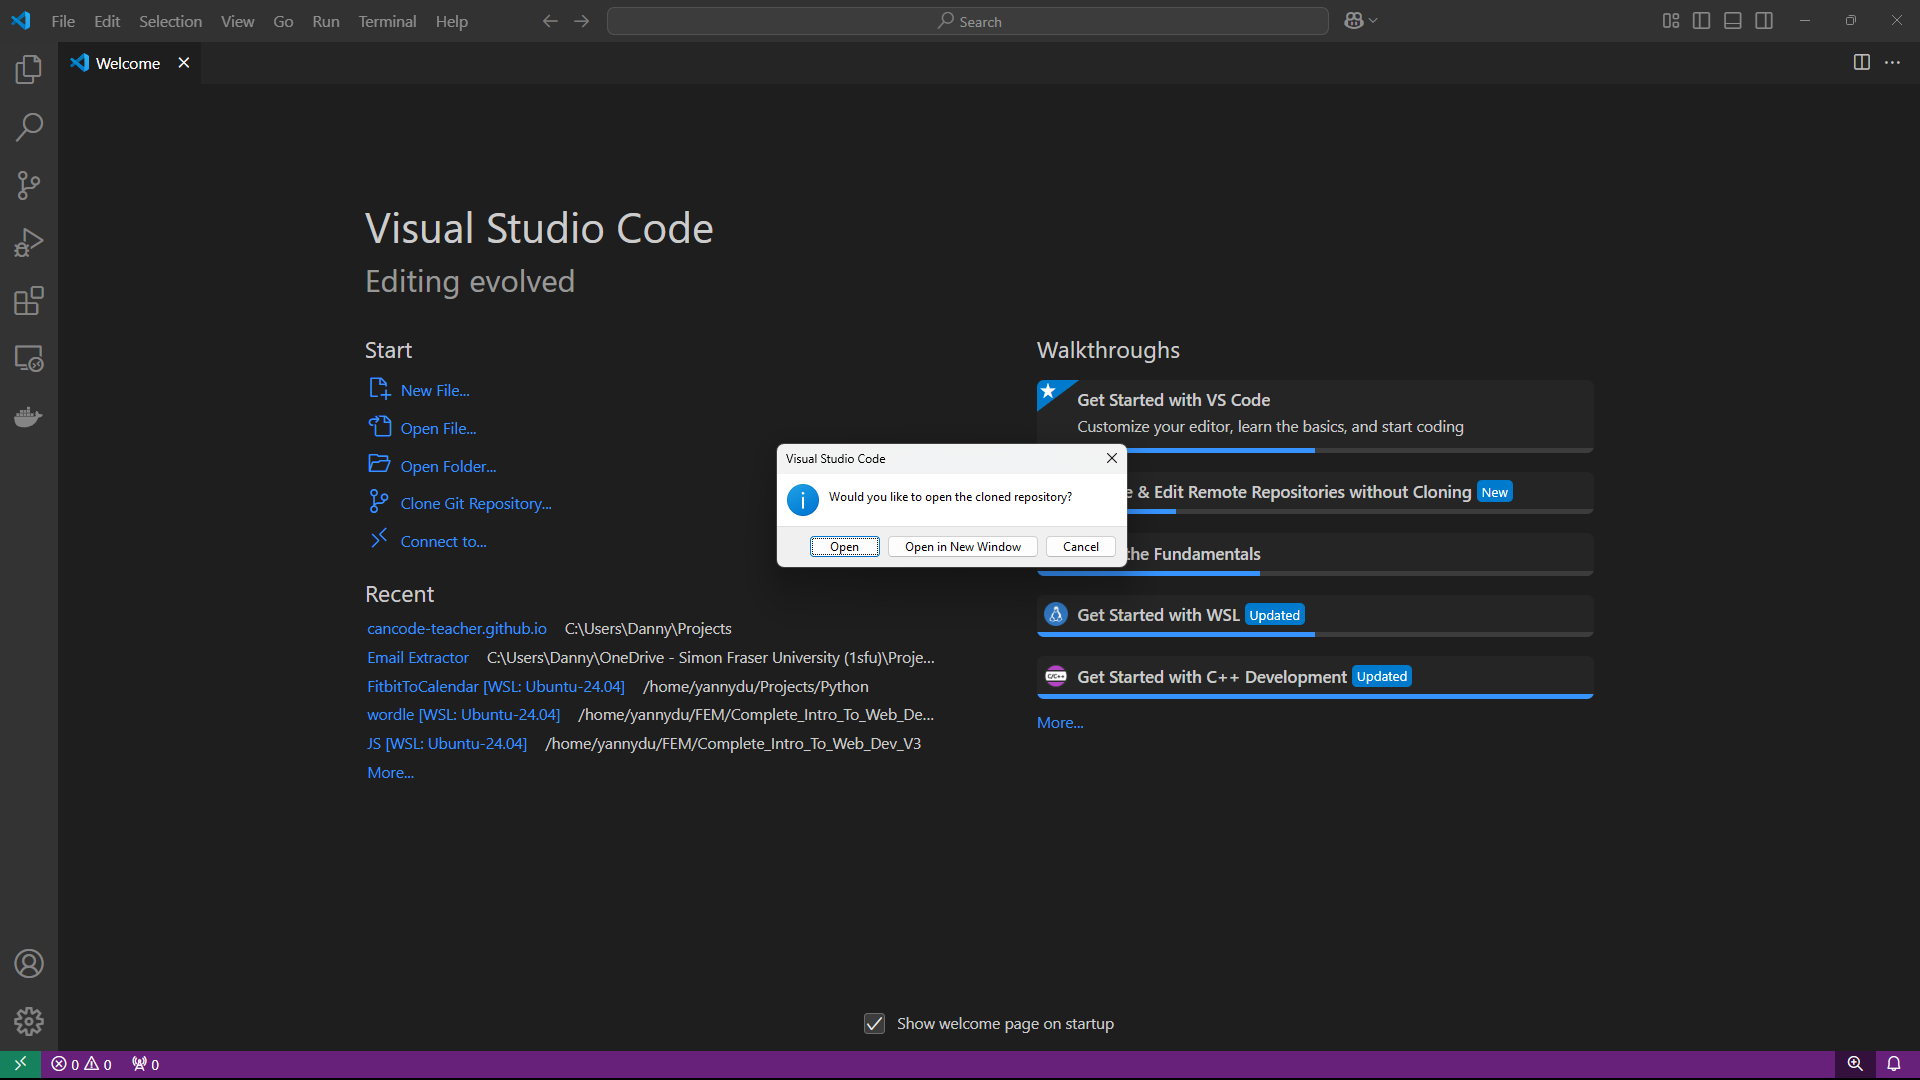 File Edit Selection View Go Run Terminal Help Search
Welcome
Visual Studio Code
Editing evolved
Start
New File...
Open File...
Open Folder...
Clone Git Repository...
Connect to...
Recent
cancode-teacher.github.io C:\Users\Danny\Projects
Email Extractor C:\Users\Danny\OneDrive - Simon Fraser University (1sfu)\Proje...
FitbitToCalendar [WSL: Ubuntu-24.04] /home/yannydu/Projects/Python
wordle [WSL: Ubuntu-24.04] /home/yannydu/FEM/Complete_Intro_To_Web_De...
JS [WSL: Ubuntu-24.04] /home/yannydu/FEM/Complete_Intro_To_Web_Dev_V3
More...
Walkthroughs
Get Started with VS Code
Customize your editor, learn the basics, and start coding
e & Edit Remote Repositories without Cloning New
the Fundamentals
Get Started with WSL Updated
C/C++ Get Started with C++ Development Updated
More...
Visual Studio Code
Would you like to open the cloned repository?
Open Open in New Window Cancel
Show welcome page on startup
0 0 0